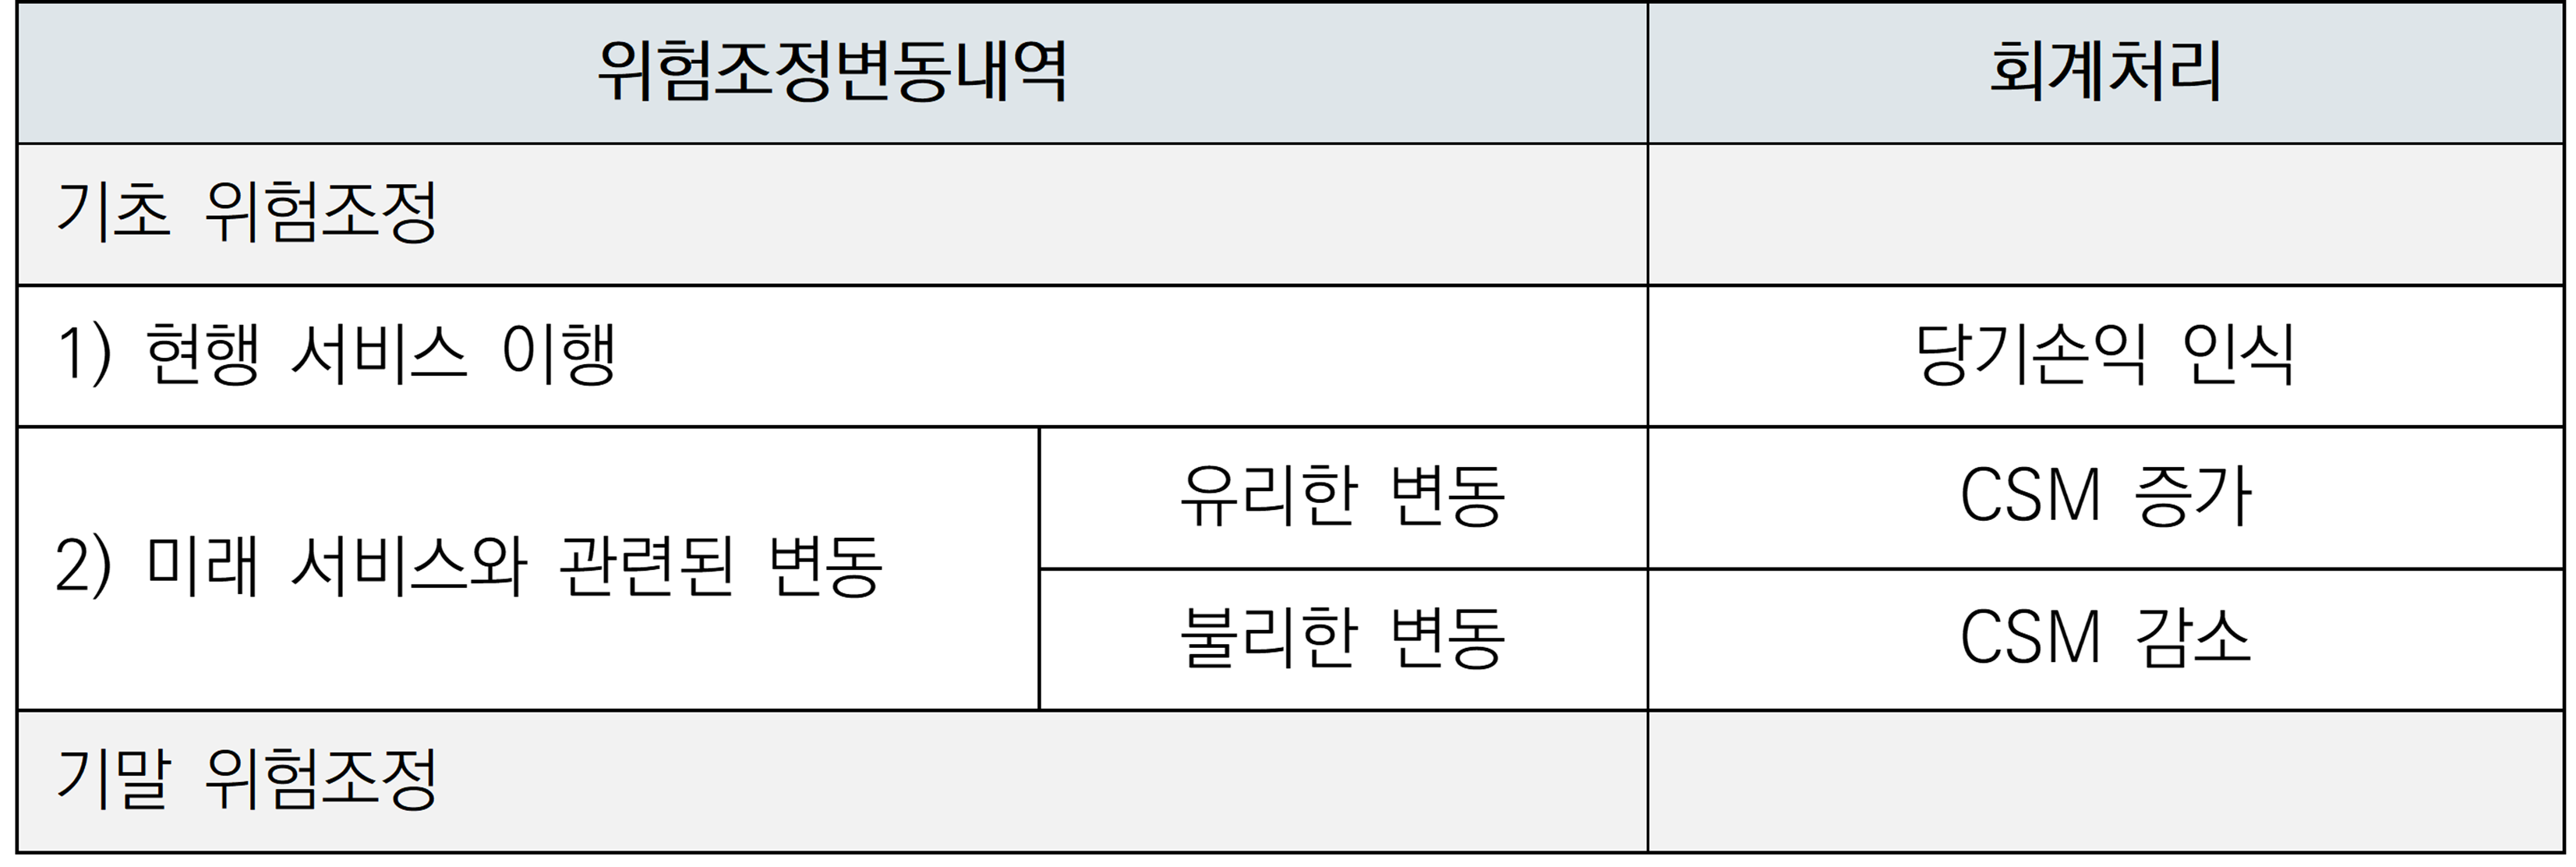 위험조정변동내역 회계처리
기초 위험조정
1) 현행 서비스 이행 당기손익 인식
2) 미래 서비스와 관련된 변동
유리한 변동 CSM 증가
불리한 변동 CSM 감소
기말 위험조정